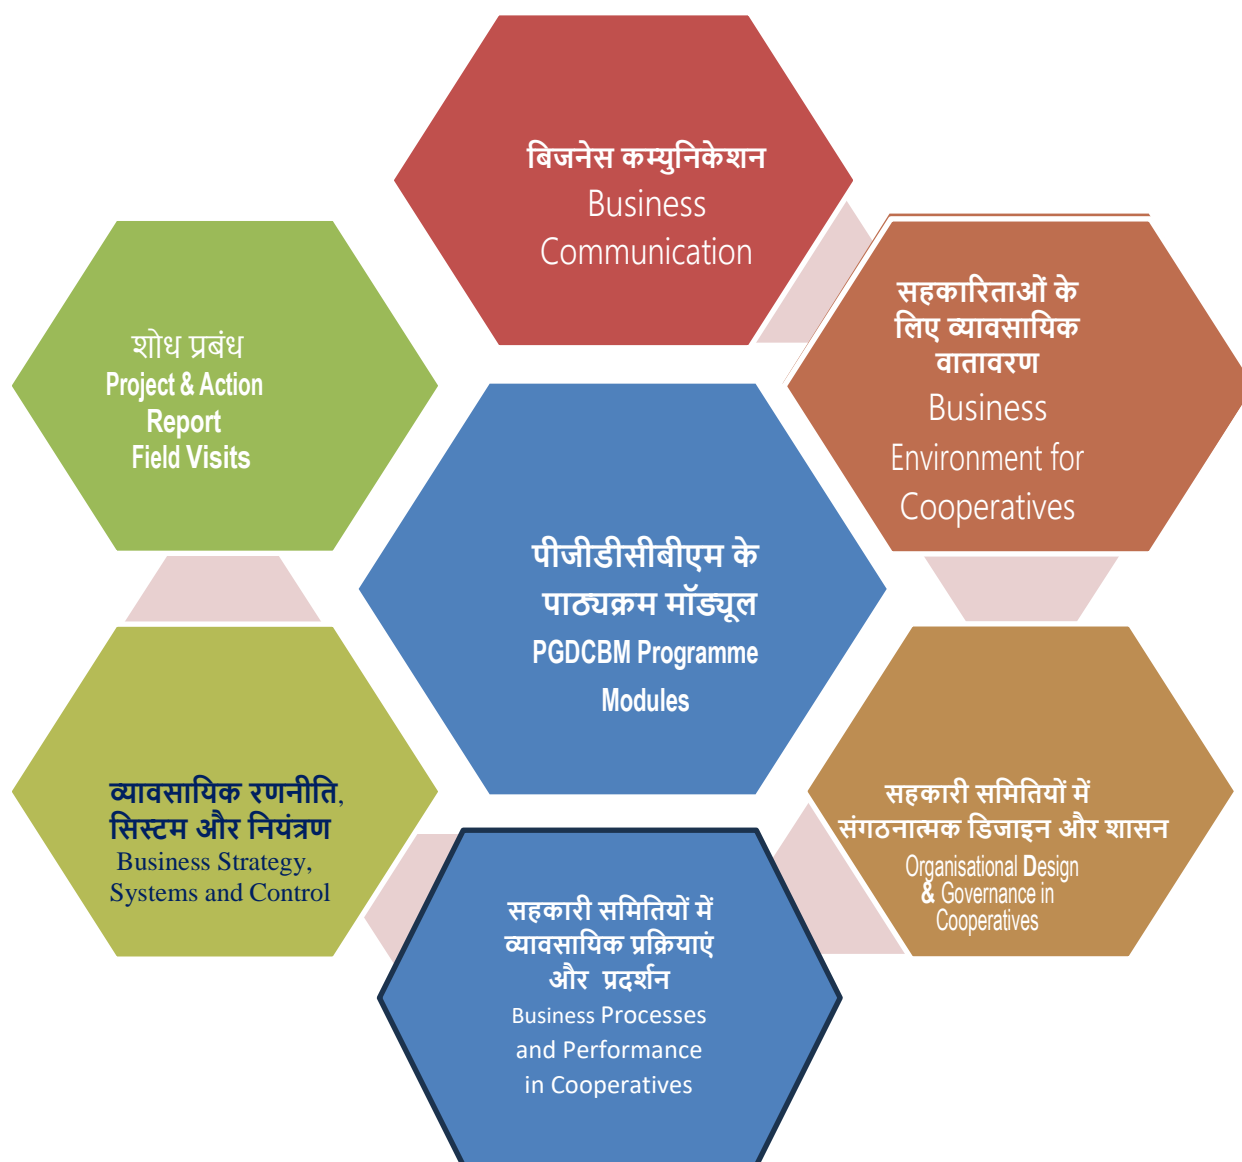 बिजनेस कम्युनिकेशन
Business
Communication
सहकारिताओं के
लिए व्यावसायिक
वातावरण
Business
Environment for
Cooperatives
शोध प्रबंध
Project & Action
Report
Field Visits
पीजीडीसीबीएम के
पाठ्यक्रम मॉड्यूल
PGDCBM Programme
Modules
व्यावसायिक रणनीति,
सिस्टम और नियंत्रण
Business Strategy,
Systems and Control
सहकारी समितियों में
संगठनात्मक डिजाइन और शासन
Organisational Design
& Governance in
Cooperatives
सहकारी समितियों में
व्यावसायिक प्रक्रियाएं
और प्रदर्शन
Business Processes
and Performance
in Cooperatives